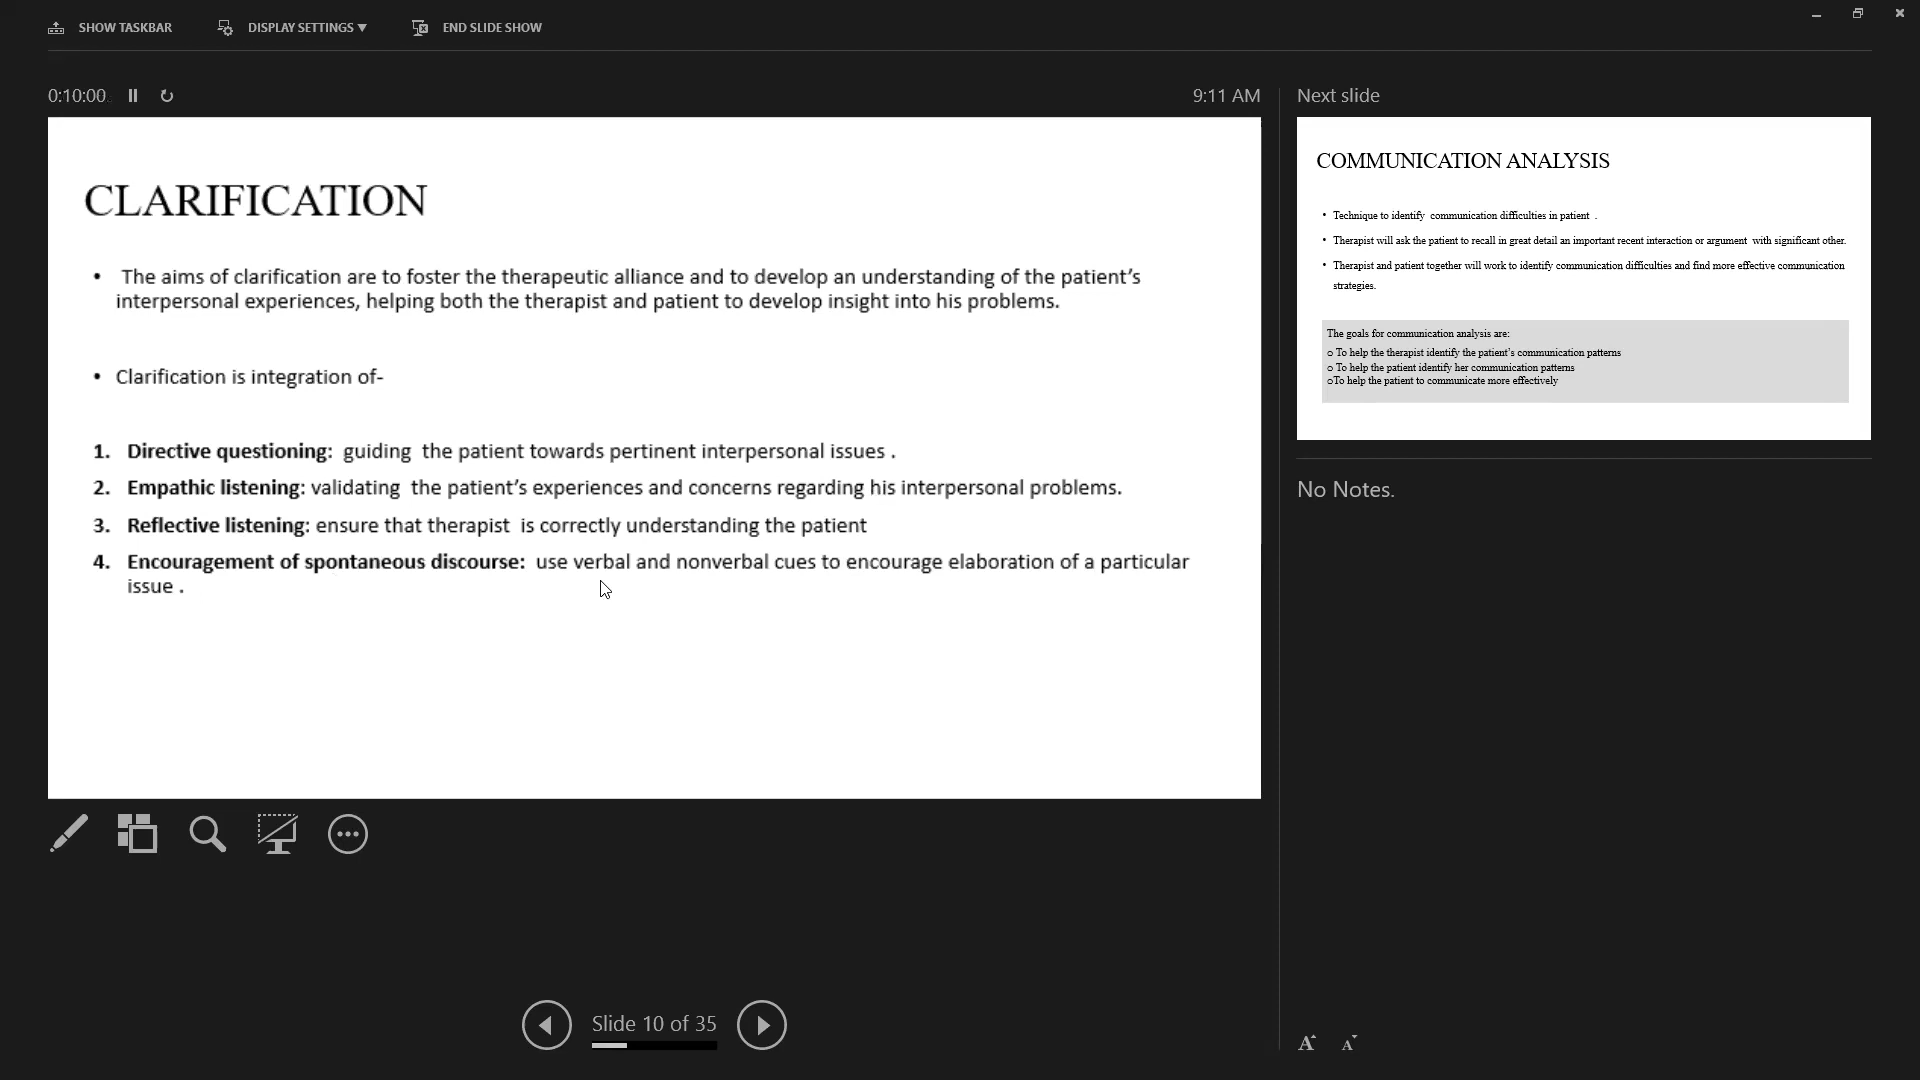 SHOW TASKBAR
DISPLAY SETTINGS ▼
END SLIDE SHOW
0:10:00
9:11 AM
CLARIFICATION
• The aims of clarification are to foster the therapeutic alliance and to develop an understanding of the patient’s
interpersonal experiences, helping both the therapist and patient to develop insight into his problems.
• Clarification is integration of-
1. Directive questioning: guiding the patient towards pertinent interpersonal issues .
2. Empathic listening: validating the patient’s experiences and concerns regarding his interpersonal problems.
3. Reflective listening: ensure that therapist is correctly understanding the patient
4. Encouragement of spontaneous discourse: use verbal and nonverbal cues to encourage elaboration of a particular
issue .
Slide 10 of 35
Next slide
COMMUNICATION ANALYSIS
• Technique to identify communication difficulties in patient .
• Therapist will ask the patient to recall in great detail an important recent interaction or argument with significant other.
• Therapist and patient together will work to identify communication difficulties and find more effective communication
strategies.
The goals for communication analysis are:
o To help the therapist identify the patient’s communication patterns
o To help the patient identify her communication patterns
oTo help the patient to communicate more effectively
No Notes.
A
A